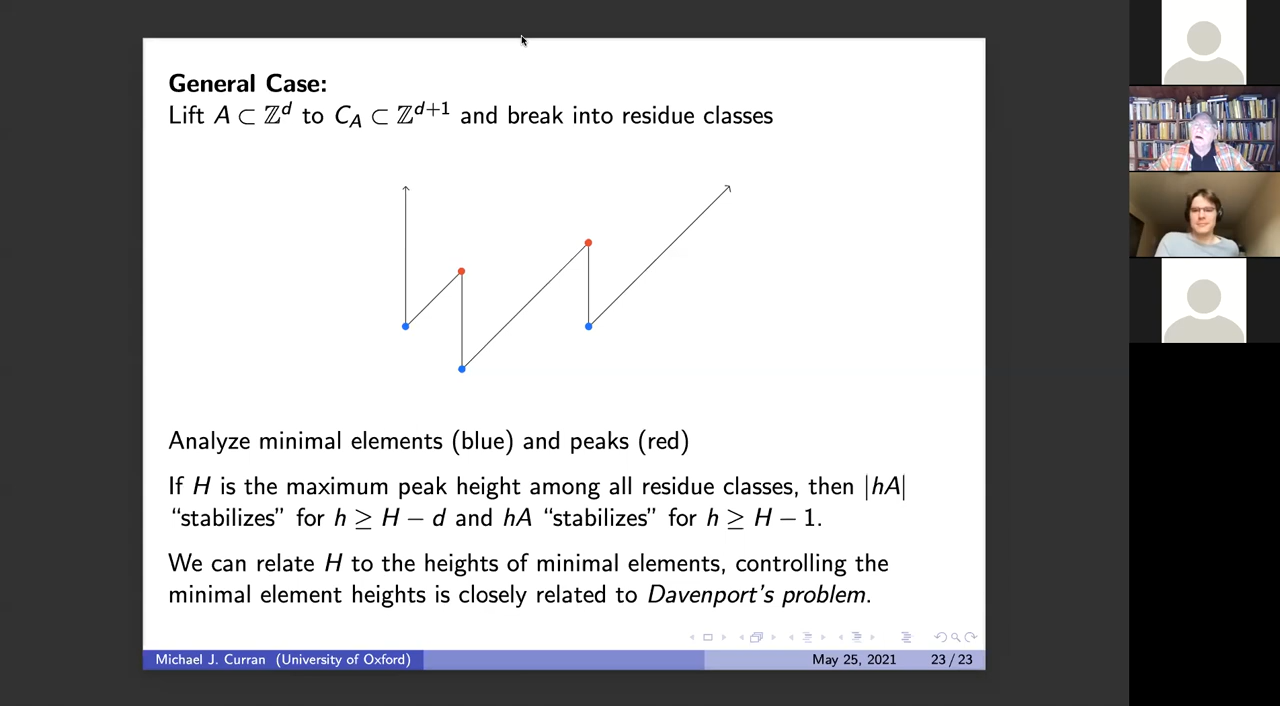 General Case:
Lift A ⊂ ℤᵈ to C_A ⊂ ℤᵈ⁺¹ and break into residue classes
Analyze minimal elements (blue) and peaks (red)
If H is the maximum peak height among all residue classes, then |hA|
“stabilizes” for h ≥ H − d and hA “stabilizes” for h ≥ H − 1.
We can relate H to the heights of minimal elements, controlling the
minimal element heights is closely related to Davenport’s problem.
Michael J. Curran (University of Oxford)
May 25, 2021
23 / 23